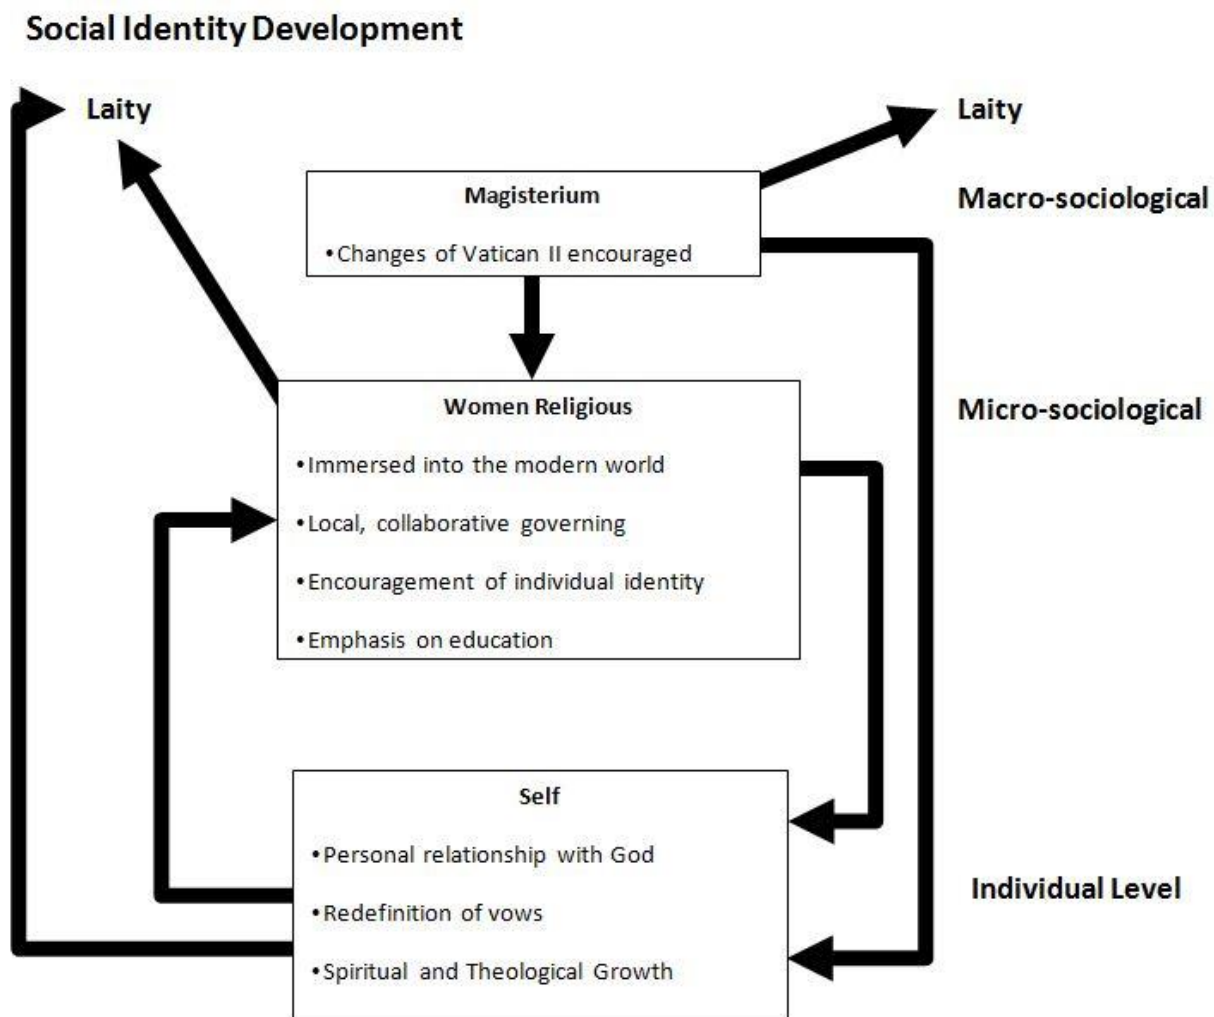 Social Identity Development
Laity
Laity
Magisterium
•Changes of Vatican II encouraged
Macro-sociological
Women Religious
•Immersed into the modern world
•Local, collaborative governing
•Encouragement of individual identity
•Emphasis on education
Micro-sociological
Self
•Personal relationship with God
•Redefinition of vows
•Spiritual and Theological Growth
Individual Level